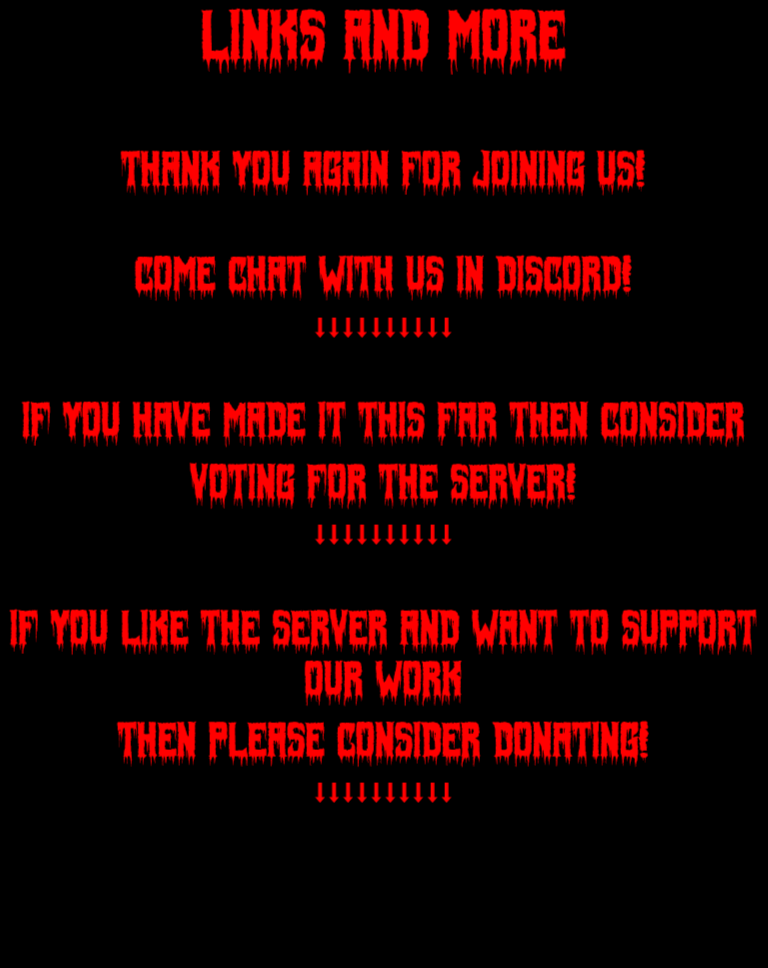 LINKS AND MORE
THANK YOU AGAIN FOR JOINING US!
COME CHAT WITH US IN DISCORD!
↓↓↓↓↓↓↓↓↓↓
IF YOU HAVE MADE IT THIS FAR THEN CONSIDER
VOTING FOR THE SERVER!
↓↓↓↓↓↓↓↓↓↓
IF YOU LIKE THE SERVER AND WANT TO SUPPORT
OUR WORK
THEN PLEASE CONSIDER DONATING!
↓↓↓↓↓↓↓↓↓↓